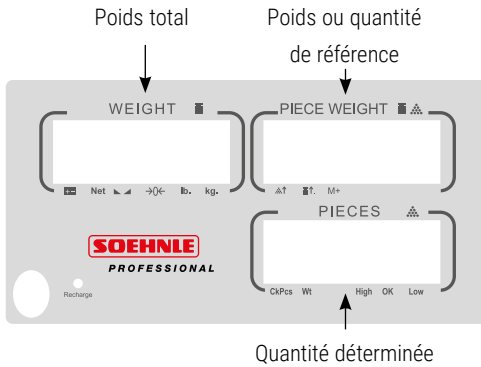 Poids total
Poids ou quantité
de référence
WEIGHT
PIECE WEIGHT
Net →0← lb. kg.
M+
PIECES
SOEHNLE
PROFESSIONAL
Recharge
CkPcs Wt High OK Low
Quantité déterminée